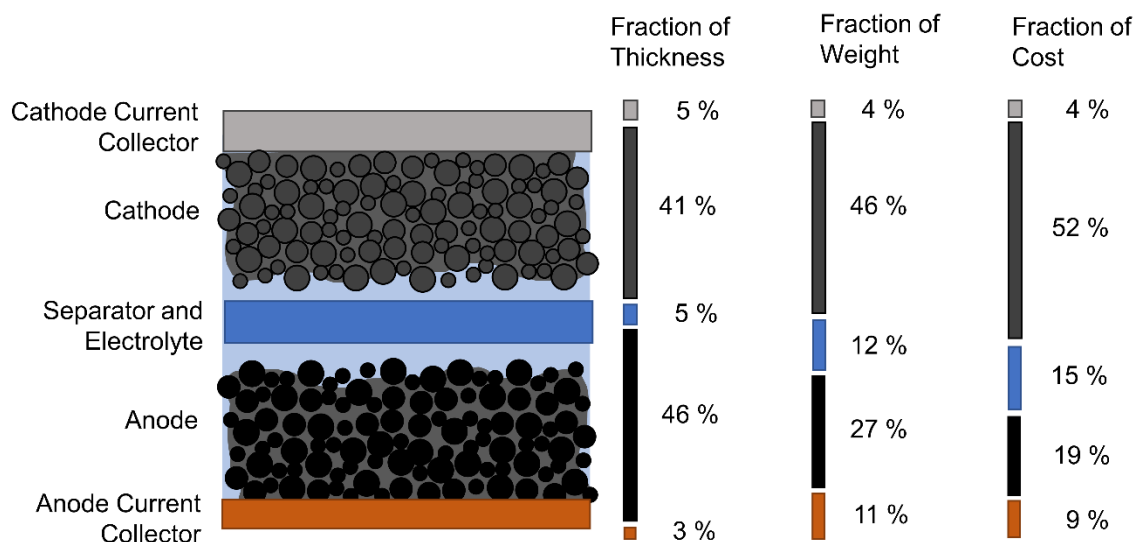 Fraction of
Thickness
Fraction of
Weight
Fraction of
Cost
Cathode Current
Collector
5 %
4 %
4 %
Cathode
41 %
46 %
52 %
Separator and
Electrolyte
5 %
12 %
15 %
Anode
46 %
27 %
19 %
Anode Current
Collector
3 %
11 %
9 %